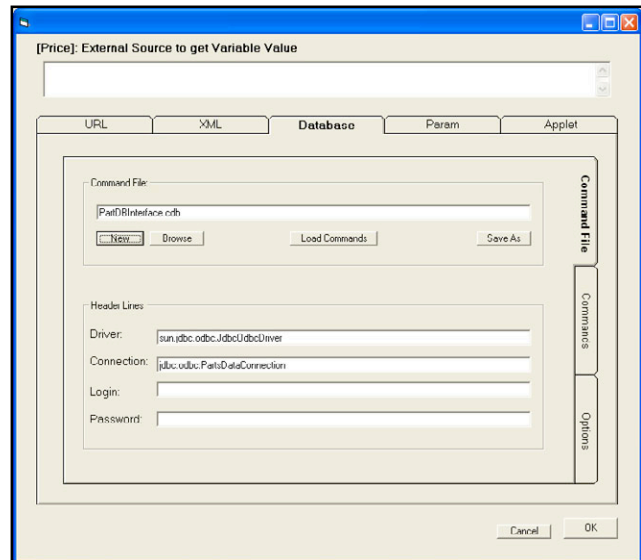 [Price]: External Source to get Variable Value
URL XML Database Param Applet
Command File
Command File:
PartDBInterface.cdb
New Browse Load Commands Save As
Commands
Header Lines
Driver: sun.jdbc.odbc.JdbcOdbcDriver
Connection: jdbc:odbc:PartsDataConnection
Login:
Password:
Options
Cancel OK